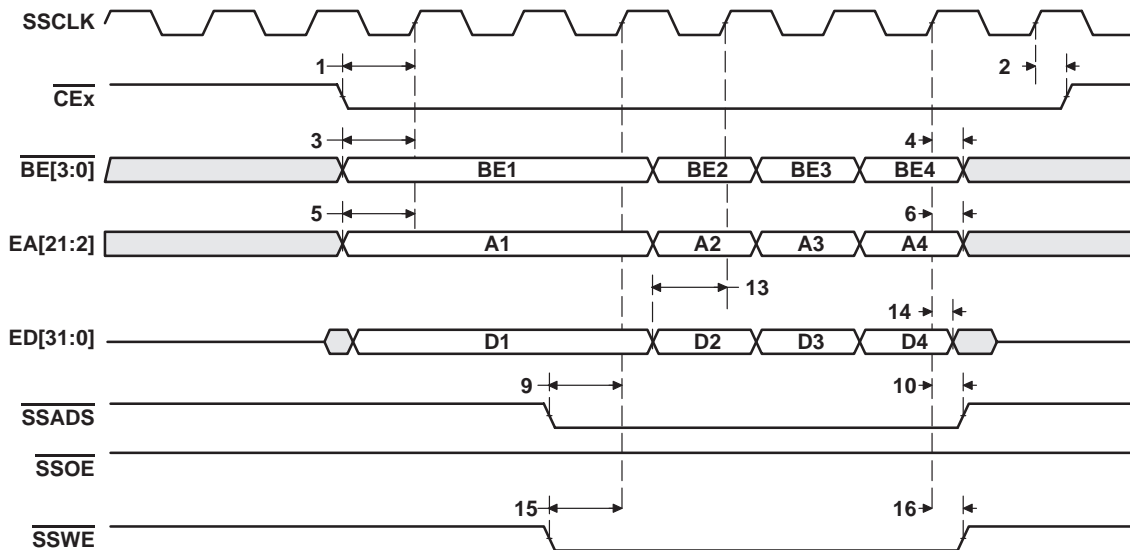 SSCLK
1
2
CEx
3
4
BE[3:0]
BE1
BE2
BE3
BE4
5
6
EA[21:2]
A1
A2
A3
A4
13
14
ED[31:0]
D1
D2
D3
D4
9
10
SSADS
SSOE
15
16
SSWE